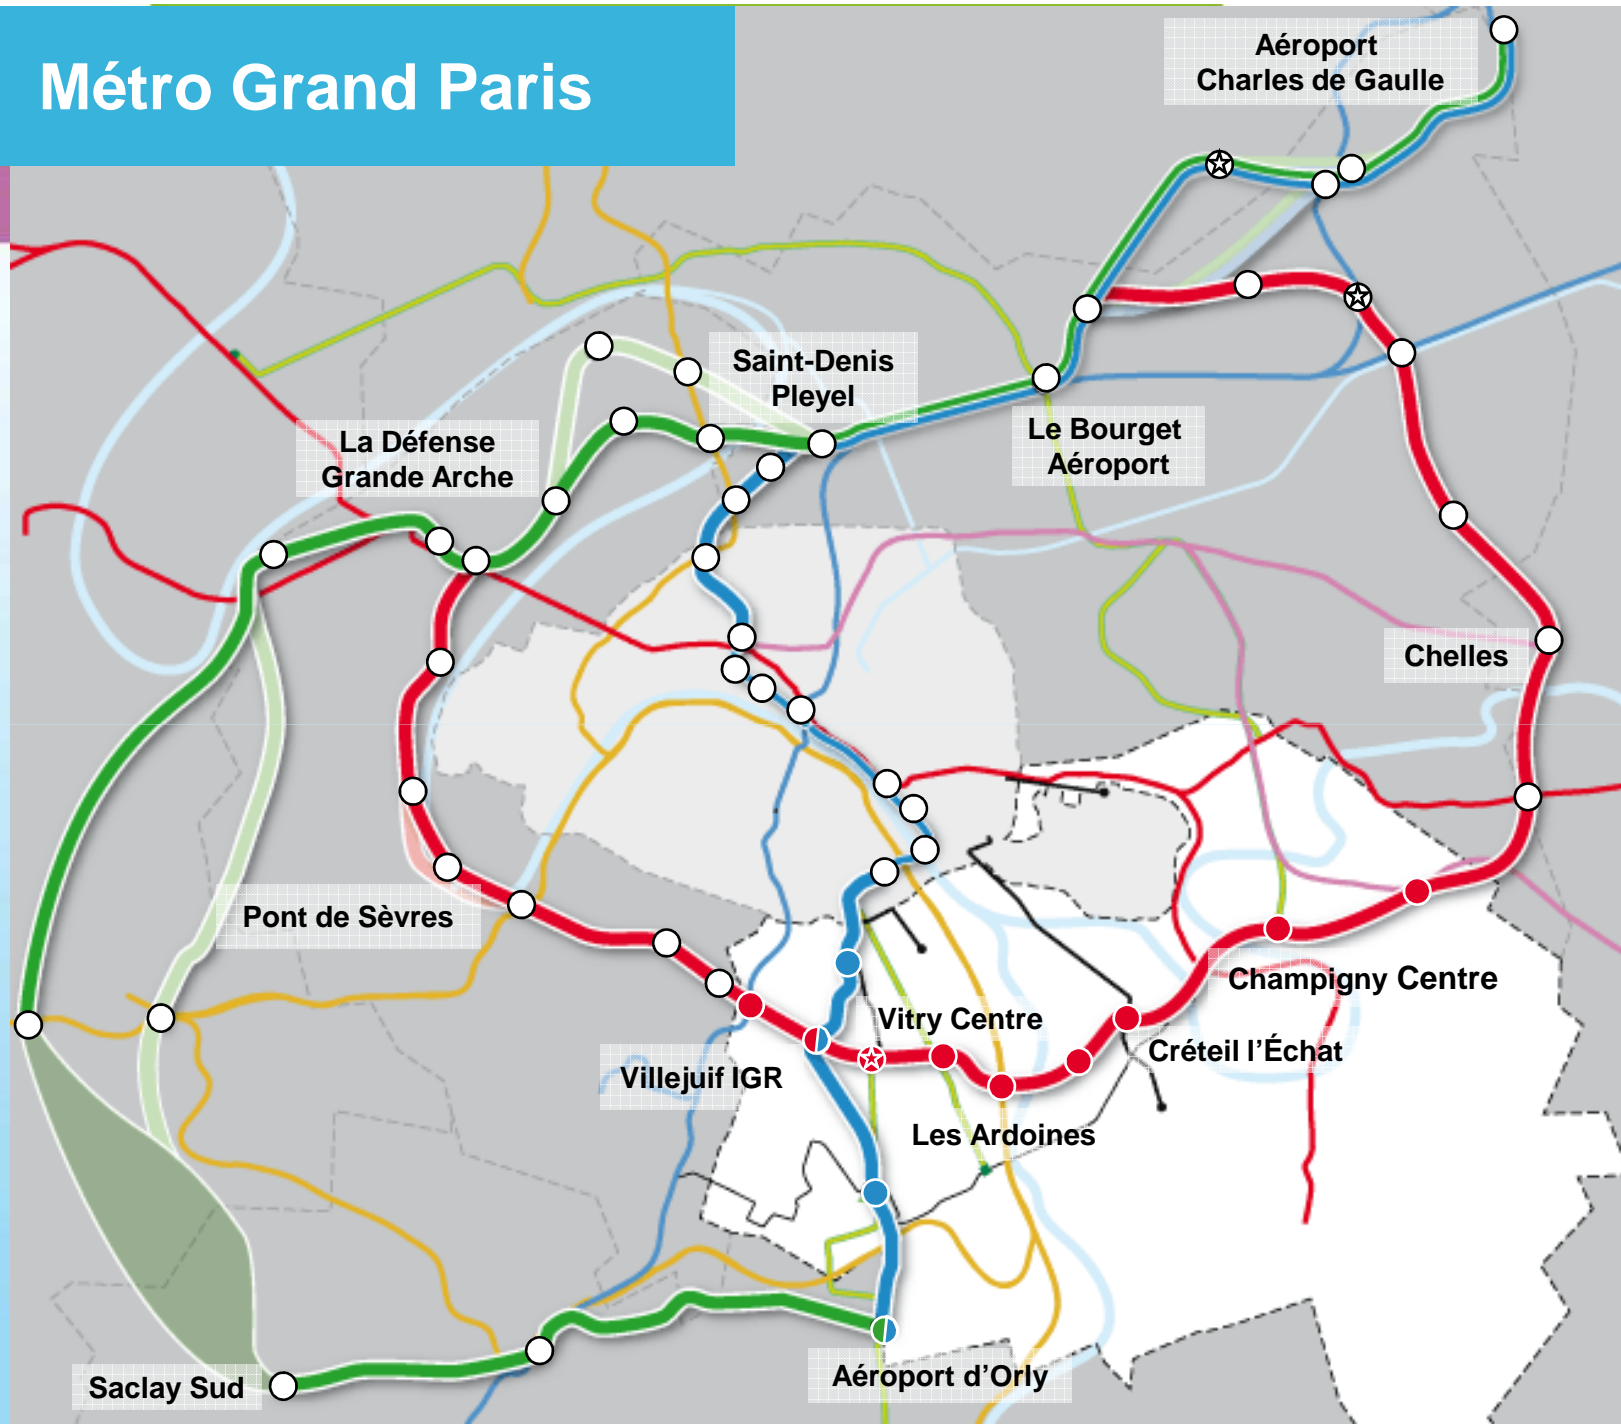 Métro Grand Paris
Aéroport
Charles de Gaulle
Saint-Denis
Pleyel
La Défense
Grande Arche
Le Bourget
Aéroport
Chelles
Pont de Sèvres
Champigny Centre
Vitry Centre
Créteil l’Échat
Villejuif IGR
Les Ardoines
Aéroport d’Orly
Saclay Sud